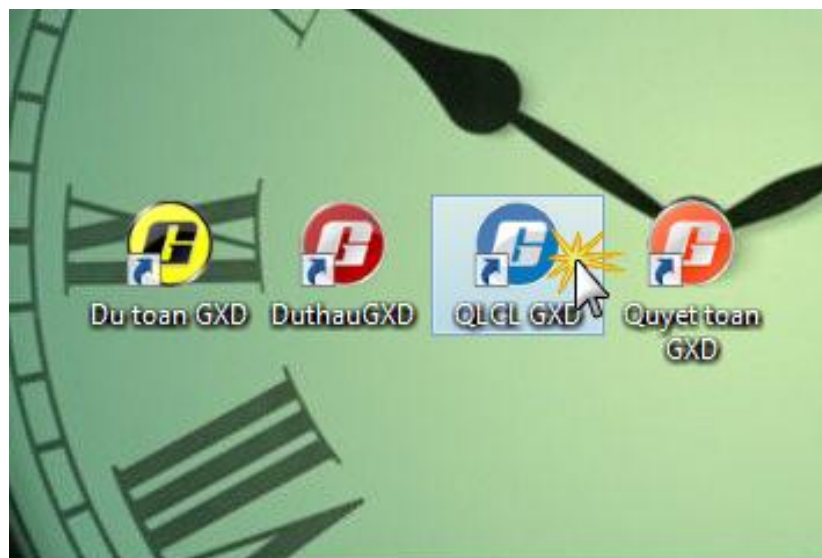 Du toan GXD
DuthauGXD
QLCL GXD
Quyet toan
GXD